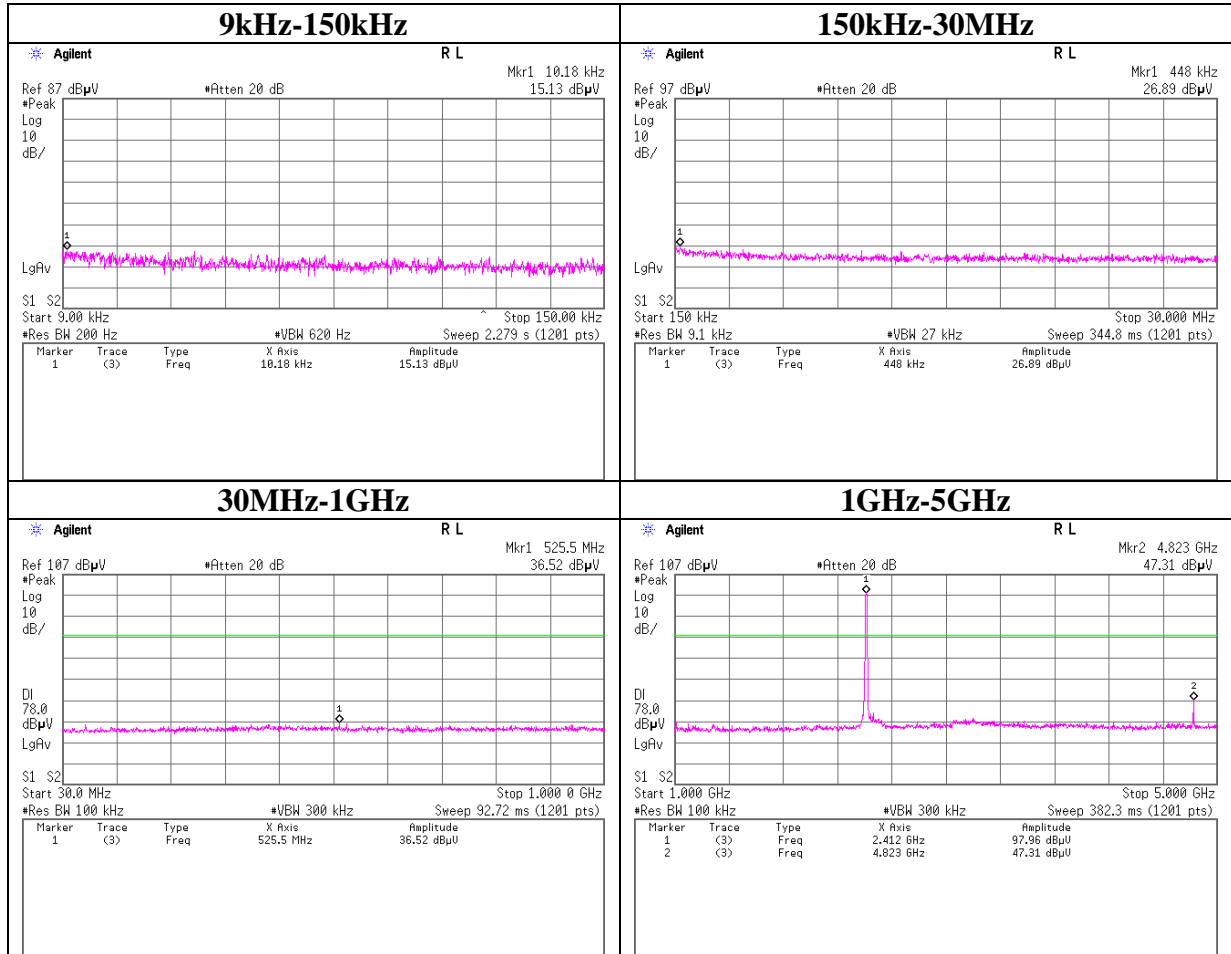 9kHz-150kHz
Agilent R L
Mkr1 10.18 kHz
Ref 87 dBµV #Atten 20 dB 15.13 dBµV
#Peak
Log
10
dB/
1
LgAv
S1 S2
Start 9.00 kHz ^ Stop 150.00 kHz
#Res BW 200 Hz #VBW 620 Hz Sweep 2.279 s (1201 pts)
Marker Trace Type X Axis Amplitude
1 (3) Freq 10.18 kHz 15.13 dBµV
150kHz-30MHz
Agilent R L
Mkr1 448 kHz
Ref 97 dBµV #Atten 20 dB 26.89 dBµV
#Peak
Log
10
dB/
1
LgAv
S1 S2
Start 150 kHz Stop 30.000 MHz
#Res BW 9.1 kHz #VBW 27 kHz Sweep 344.8 ms (1201 pts)
Marker Trace Type X Axis Amplitude
1 (3) Freq 448 kHz 26.89 dBµV
30MHz-1GHz
Agilent R L
Mkr1 525.5 MHz
Ref 107 dBµV #Atten 20 dB 36.52 dBµV
#Peak
Log
10
dB/
DI
78.0
dBµV
1
LgAv
S1 S2
Start 30.0 MHz Stop 1.000 0 GHz
#Res BW 100 kHz #VBW 300 kHz Sweep 92.72 ms (1201 pts)
Marker Trace Type X Axis Amplitude
1 (3) Freq 525.5 MHz 36.52 dBµV
1GHz-5GHz
Agilent R L
Mkr2 4.823 GHz
Ref 107 dBµV #Atten 20 dB 47.31 dBµV
#Peak
1
Log
10
dB/
2
DI
78.0
dBµV
LgAv
S1 S2
Start 1.000 GHz Stop 5.000 GHz
#Res BW 100 kHz #VBW 300 kHz Sweep 382.3 ms (1201 pts)
Marker Trace Type X Axis Amplitude
1 (3) Freq 2.412 GHz 97.96 dBµV
2 (3) Freq 4.823 GHz 47.31 dBµV